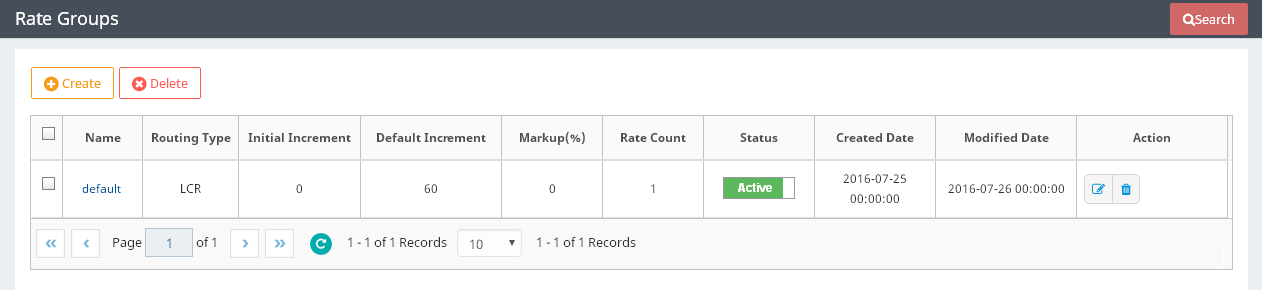 Rate Groups
Search
Create Delete
Name Routing Type Initial Increment Default Increment Markup(%) Rate Count Status Created Date Modified Date Action
default LCR 0 60 0 1 Active 2016-07-25 00:00:00 2016-07-26 00:00:00
Page 1 of 1 1 - 1 of 1 Records 10 1 - 1 of 1 Records